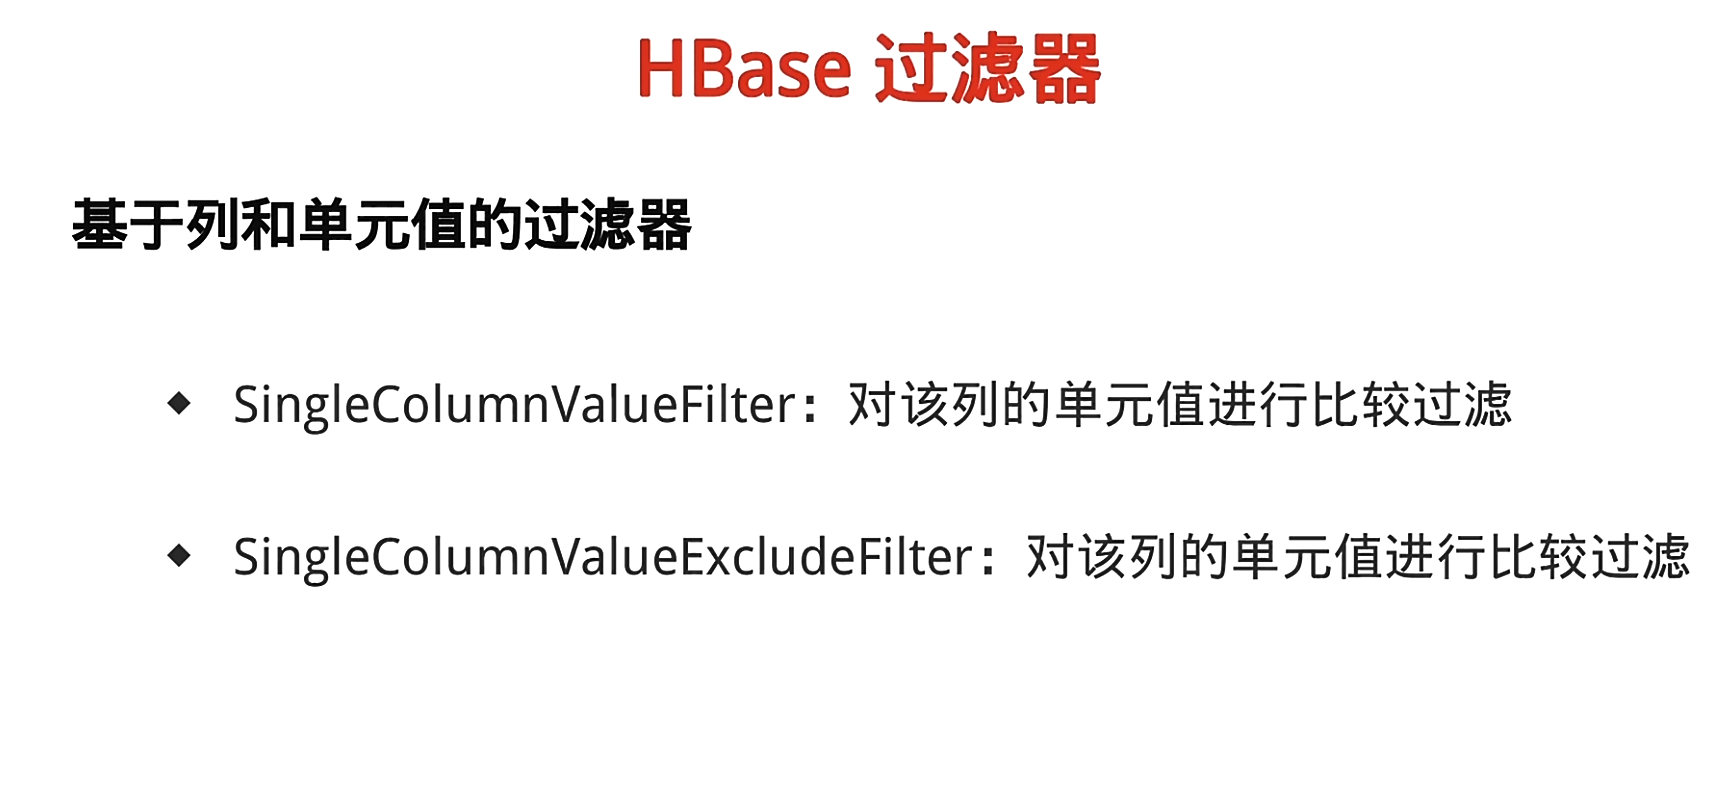 HBase 过滤器
基于列和单元值的过滤器
◆ SingleColumnValueFilter：对该列的单元值进行比较过滤
◆ SingleColumnValueExcludeFilter：对该列的单元值进行比较过滤